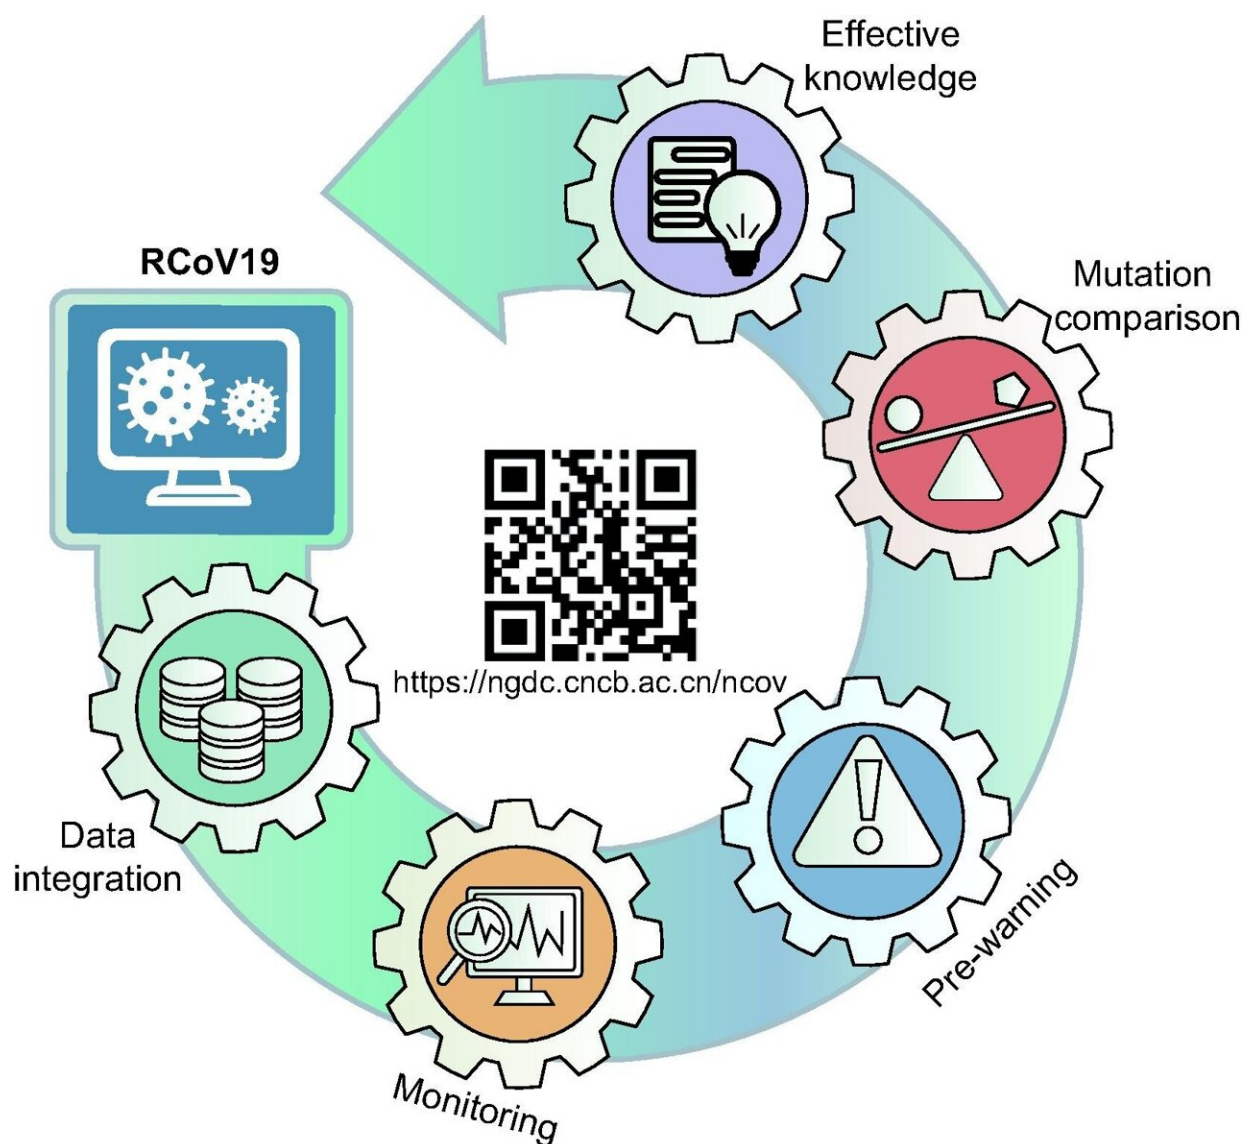 Effective
knowledge
Mutation
comparison
RCoV19
https://ngdc.cncb.ac.cn/ncov
Data
integration
Pre-warning
Monitoring